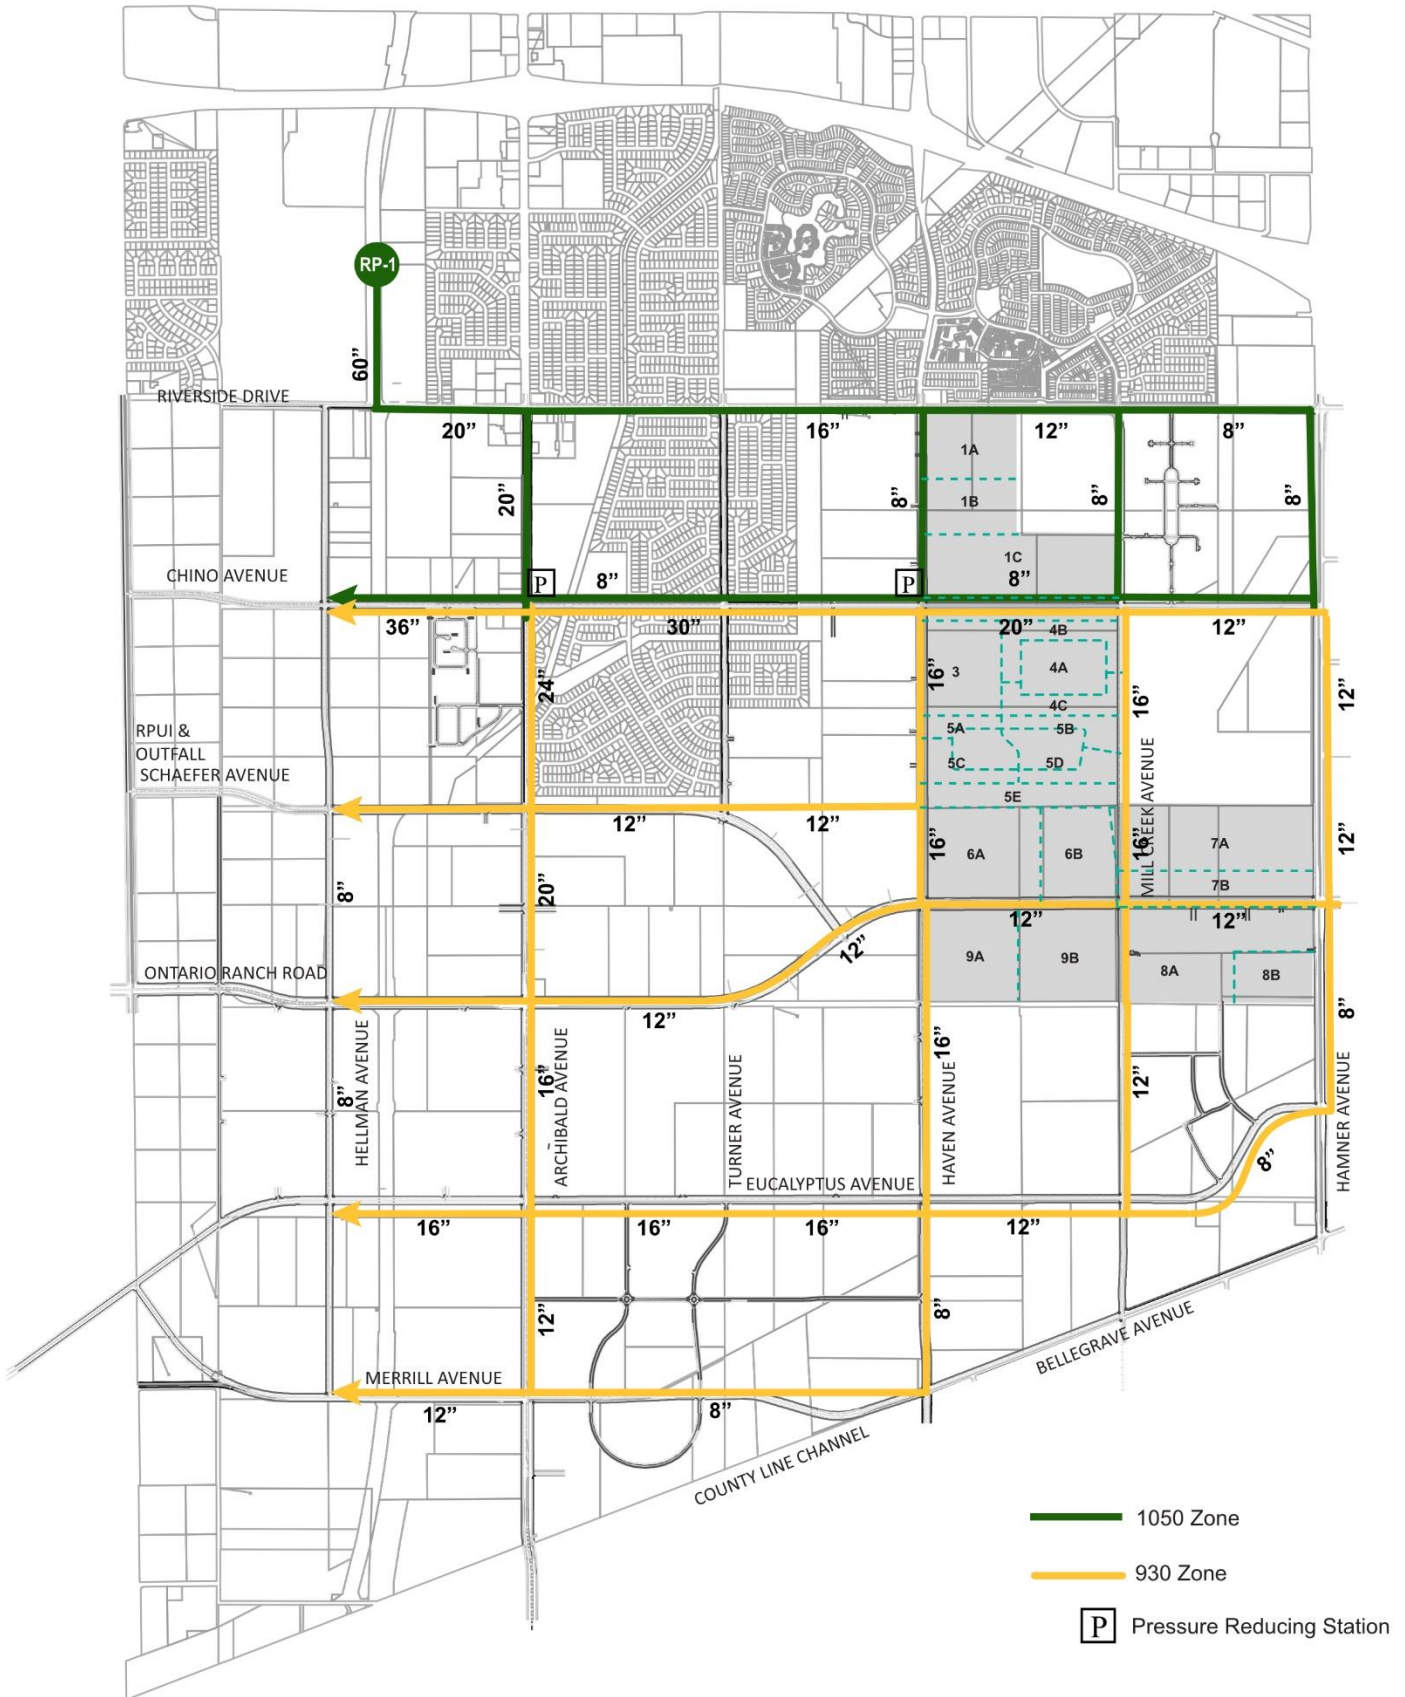 RP-1
60”
RIVERSIDE DRIVE
20”
16”
12”
8”
1A
20”
8”
1B
8”
8”
1C
CHINO AVENUE
P
8”
P
8”
36”
30”
20”
12”
4B
24”
16”
3
4A
16”
12”
4C
RPUI &
OUTFALL
SCHAEFER AVENUE
5A
5B
5C
5D
5E
MILL CREEK AVENUE
12”
12”
16”
6A
6B
16”
7A
12”
7B
8”
20”
12”
12”
12”
9A
9B
8A
8B
ONTARIO RANCH ROAD
12”
8”
HELLMAN AVENUE
8”
ARCHIBALD AVENUE
16”
TURNER AVENUE
HAVEN AVENUE
16”
12”
HAMNER AVENUE
8”
EUCALYPTUS AVENUE
16”
16”
16”
12”
12”
8”
BELLEGRAVE AVENUE
MERRILL AVENUE
12”
8”
COUNTY LINE CHANNEL
1050 Zone
930 Zone
P Pressure Reducing Station